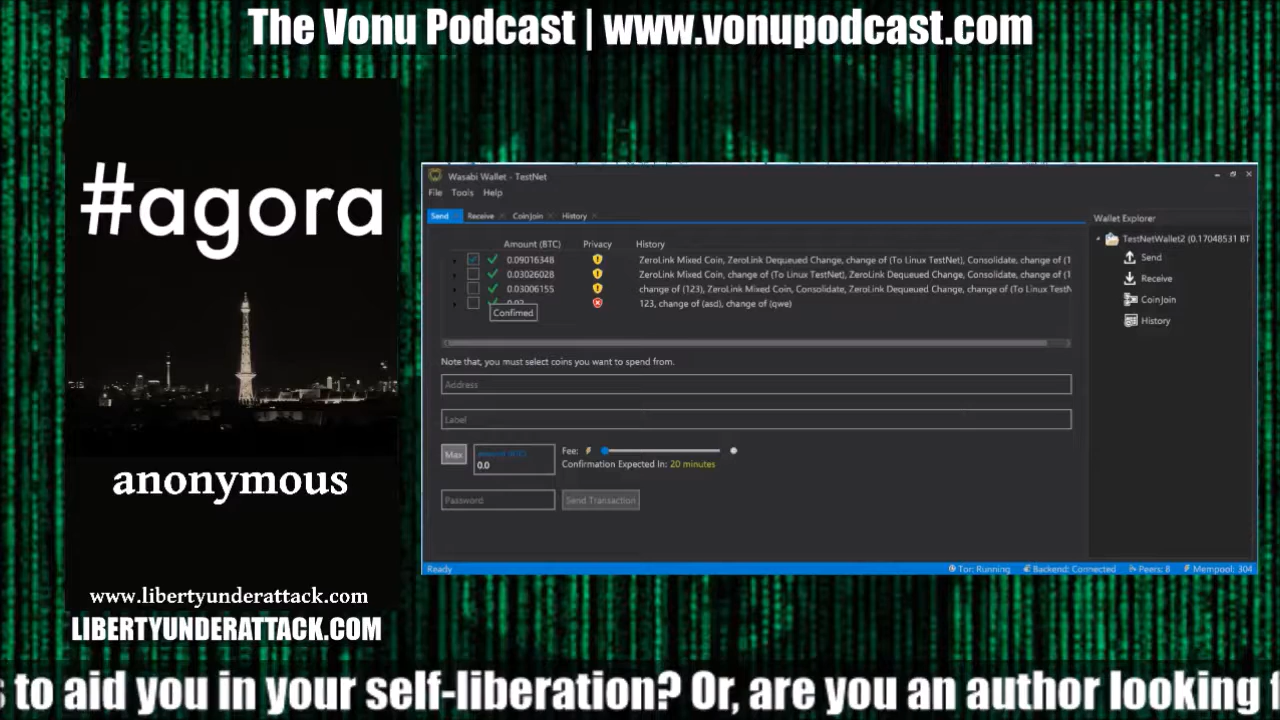 The Vonu Podcast | www.vonupodcast.com
#agora
anonymous
www.libertyunderattack.com
LIBERTYUNDERATTACK.COM
Wasabi Wallet - TestNet
File Tools Help
Send Receive CoinJoin History
Amount (BTC) Privacy History
0.09016348 ZeroLink Mixed Coin, ZeroLink Dequeued Change, change of (To Linux TestNet), Consolidate, change of (1
0.03026028 ZeroLink Mixed Coin, change of (To Linux TestNet), ZeroLink Dequeued Change, Consolidate, change of (1
0.03006155 change of (123), ZeroLink Mixed Coin, Consolidate, ZeroLink Dequeued Change, change of (To Linux TestN
0.02 123, change of (asd), change of (qwe)
Confirmed
Note that, you must select coins you want to spend from.
Address
Label
Max
Amount (BTC)
0.0
Fee:
Confirmation Expected In: 20 minutes
Password
Send Transaction
Wallet Explorer
TestNetWallet2 (0.17048531 BT
Send
Receive
CoinJoin
History
Ready Tor: Running Backend: Connected Peers: 8 Mempool: 304
s to aid you in your self-liberation? Or, are you an author looking f